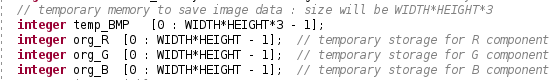 // temporary memory to save image data : size will be WIDTH*HEIGHT*3
integer temp_BMP   [0 : WIDTH*HEIGHT*3 - 1];
integer org_R  [0 : WIDTH*HEIGHT - 1];  // temporary storage for R component
integer org_G  [0 : WIDTH*HEIGHT - 1];  // temporary storage for G component
integer org_B  [0 : WIDTH*HEIGHT - 1];  // temporary storage for B component